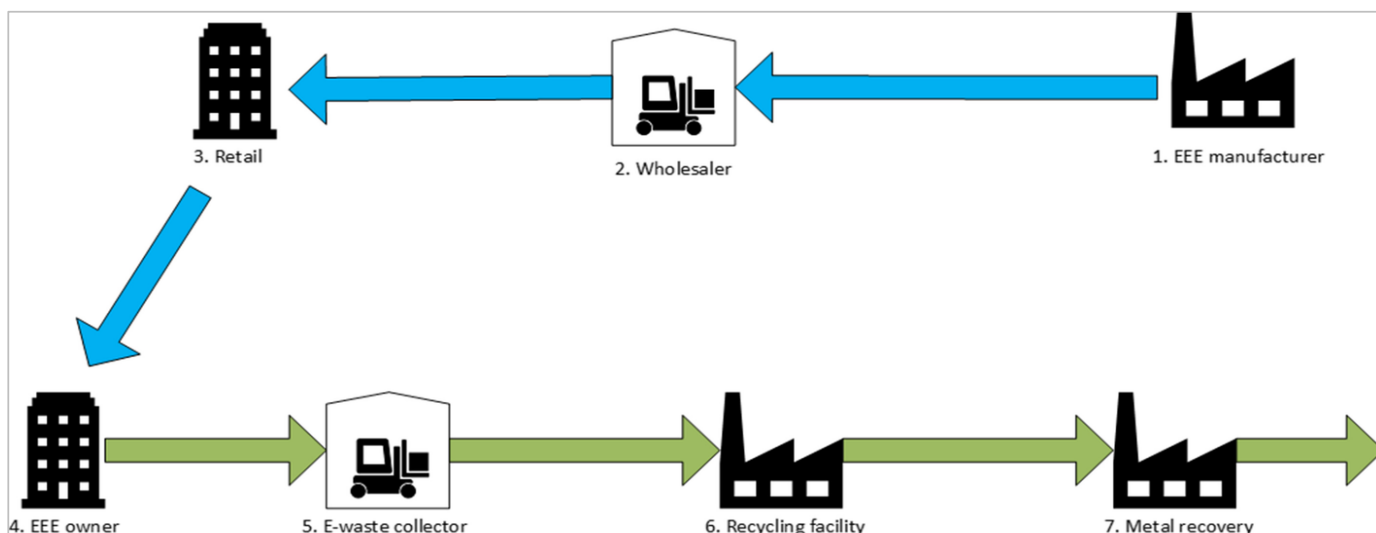 3. Retail
2. Wholesaler
1. EEE manufacturer
4. EEE owner
5. E-waste collector
6. Recycling facility
7. Metal recovery